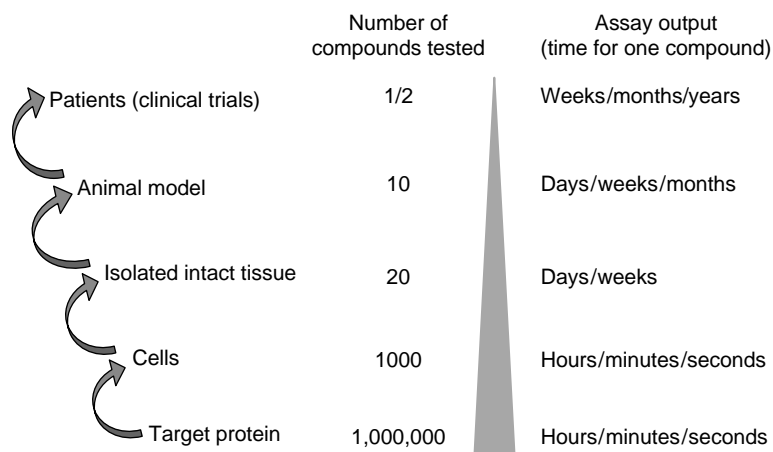 Number of
compounds tested
Assay output
(time for one compound)
Patients (clinical trials) 1/2 Weeks/months/years
Animal model 10 Days/weeks/months
Isolated intact tissue 20 Days/weeks
Cells 1000 Hours/minutes/seconds
Target protein 1,000,000 Hours/minutes/seconds